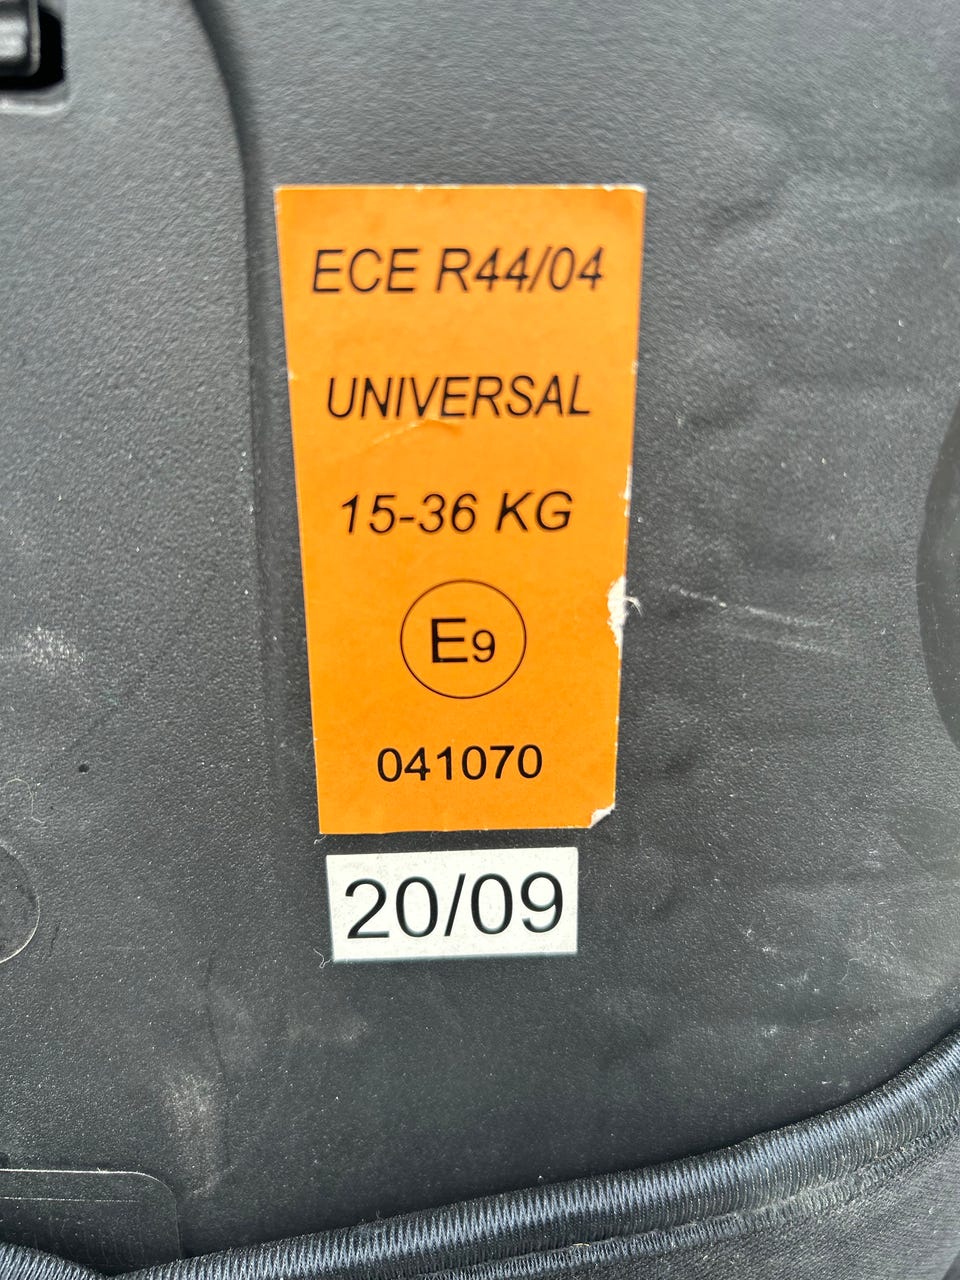 ECE R44/04
UNIVERSAL
15-36 KG
E9
041070
20/09